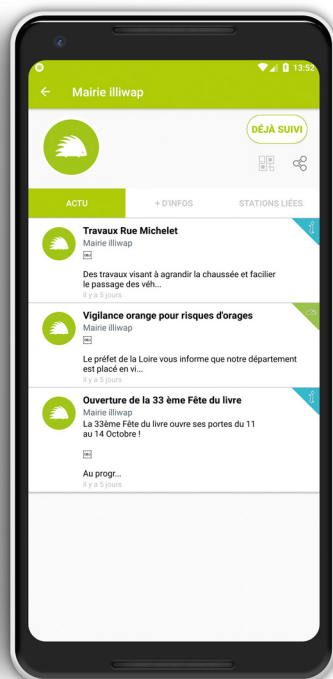 13:52
Mairie illiwap
DÉJÀ SUIVI
ACTU
+ D'INFOS
STATIONS LIÉES
Travaux Rue Michelet
Mairie illiwap
Des travaux visant à agrandir la chaussée et facilier
le passage des véh...
il y a 5 jours
Vigilance orange pour risques d'orages
Mairie illiwap
Le préfet de la Loire vous informe que notre département
est placé en vi...
il y a 5 jours
Ouverture de la 33 ème Fête du livre
Mairie illiwap
La 33ème Fête du livre ouvre ses portes du 11
au 14 Octobre !
Au progr...
il y a 5 jours